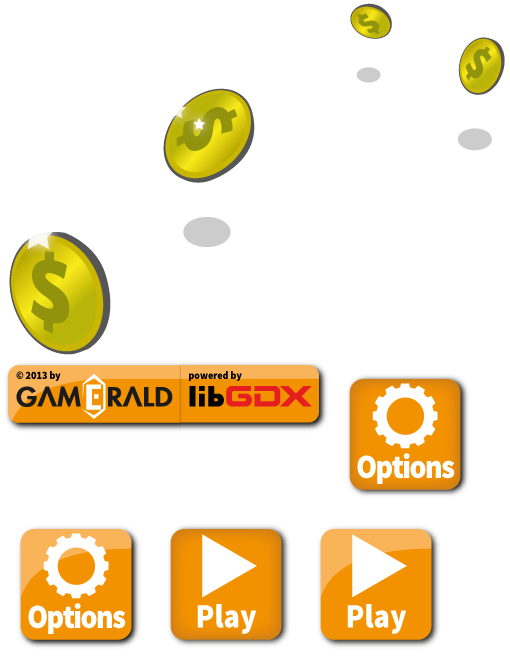 $
$
$
$
© 2013 by
GAMERALD
powered by
libGDX
Options
Options
Play
Play